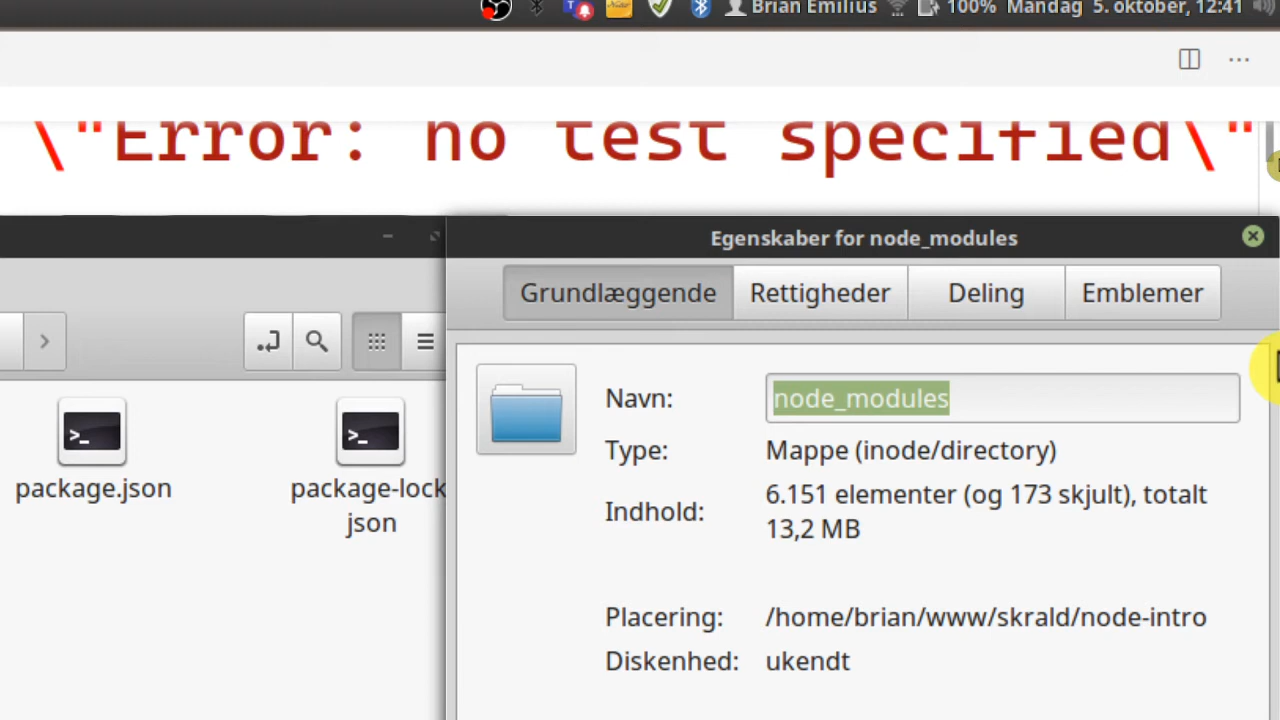 Brian Emilius 100% Mandag 5. oktober, 12:41
\"Error: no test specified\"
Egenskaber for node_modules
Grundlæggende Rettigheder Deling Emblemer
Navn: node_modules
Type: Mappe (inode/directory)
Indhold: 6.151 elementer (og 173 skjult), totalt
13,2 MB
Placering: /home/brian/www/skrald/node-intro
Diskenhed: ukendt
package.json
package-lock
json